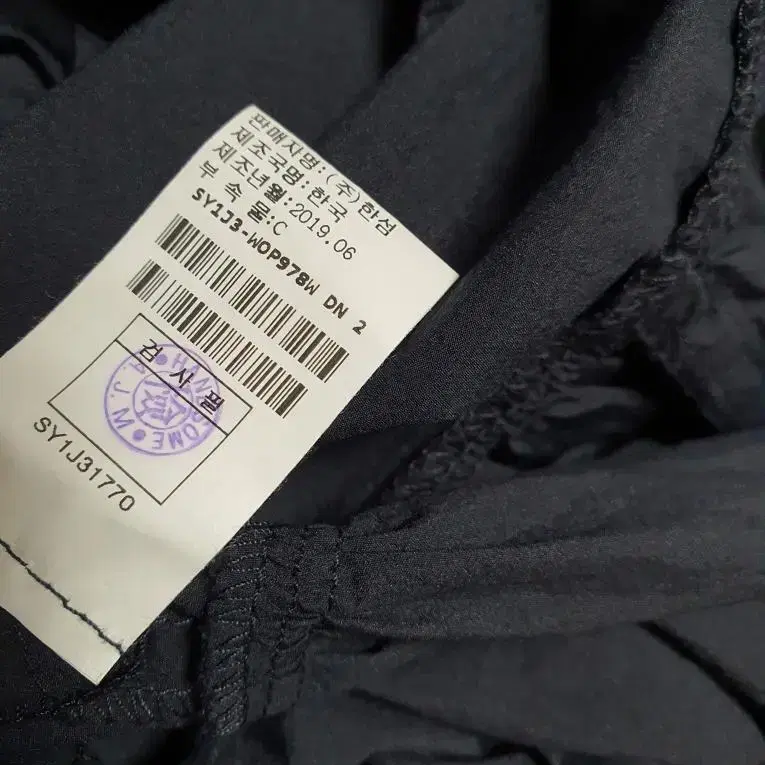 판매자명:(주)한섬
제조국명:한국
제조년월:2019.06
부 속 물:C
SY1J3-WOP978W DN 2
검 사 필
SY1J31770